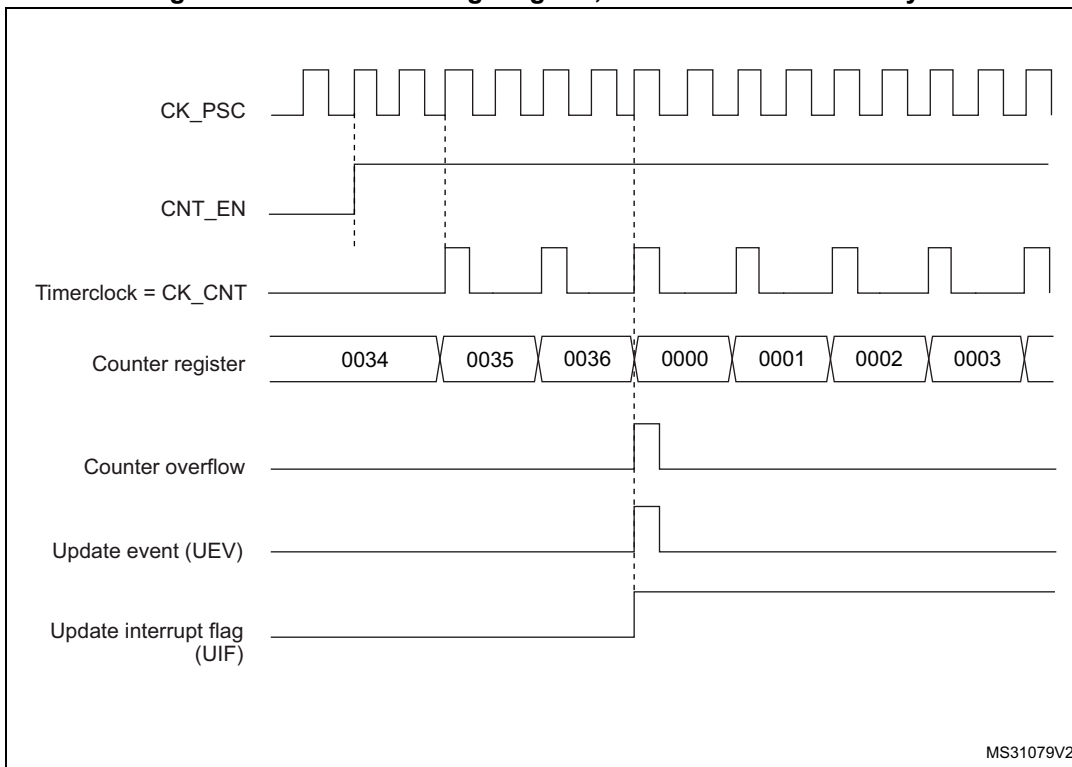 CK_PSC
CNT_EN
Timerclock = CK_CNT
Counter register 0034 0035 0036 0000 0001 0002 0003
Counter overflow
Update event (UEV)
Update interrupt flag
(UIF)
MS31079V2